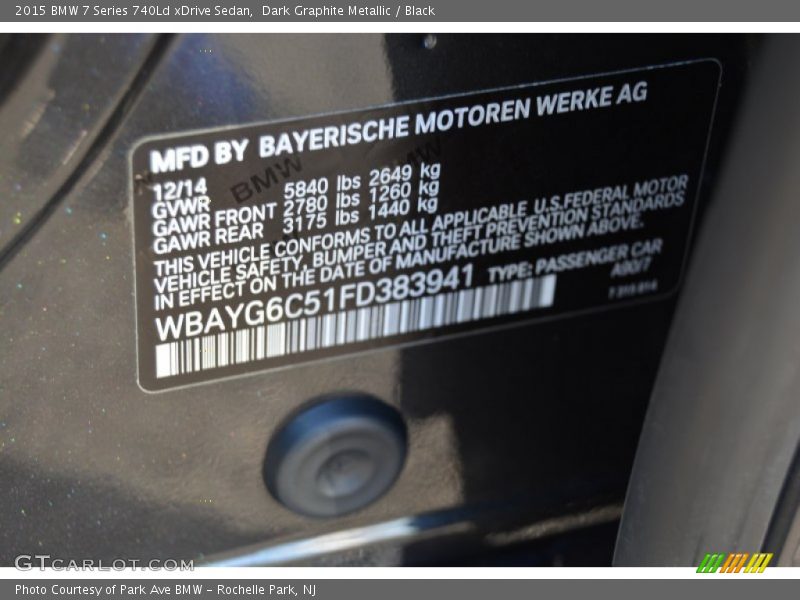 2015 BMW 7 Series 740Ld xDrive Sedan, Dark Graphite Metallic / Black
MFD BY BAYERISCHE MOTOREN WERKE AG
12/14
GVWR 5840 lbs 2649 kg
GAWR FRONT 2780 lbs 1260 kg
GAWR REAR 3175 lbs 1440 kg
THIS VEHICLE CONFORMS TO ALL APPLICABLE U.S.FEDERAL MOTOR
VEHICLE SAFETY, BUMPER AND THEFT PREVENTION STANDARDS
IN EFFECT ON THE DATE OF MANUFACTURE SHOWN ABOVE.
WBAYG6C51FD383941 TYPE: PASSENGER CAR
A90/7
BMW
GTCARLOT.COM
Photo Courtesy of Park Ave BMW - Rochelle Park, NJ